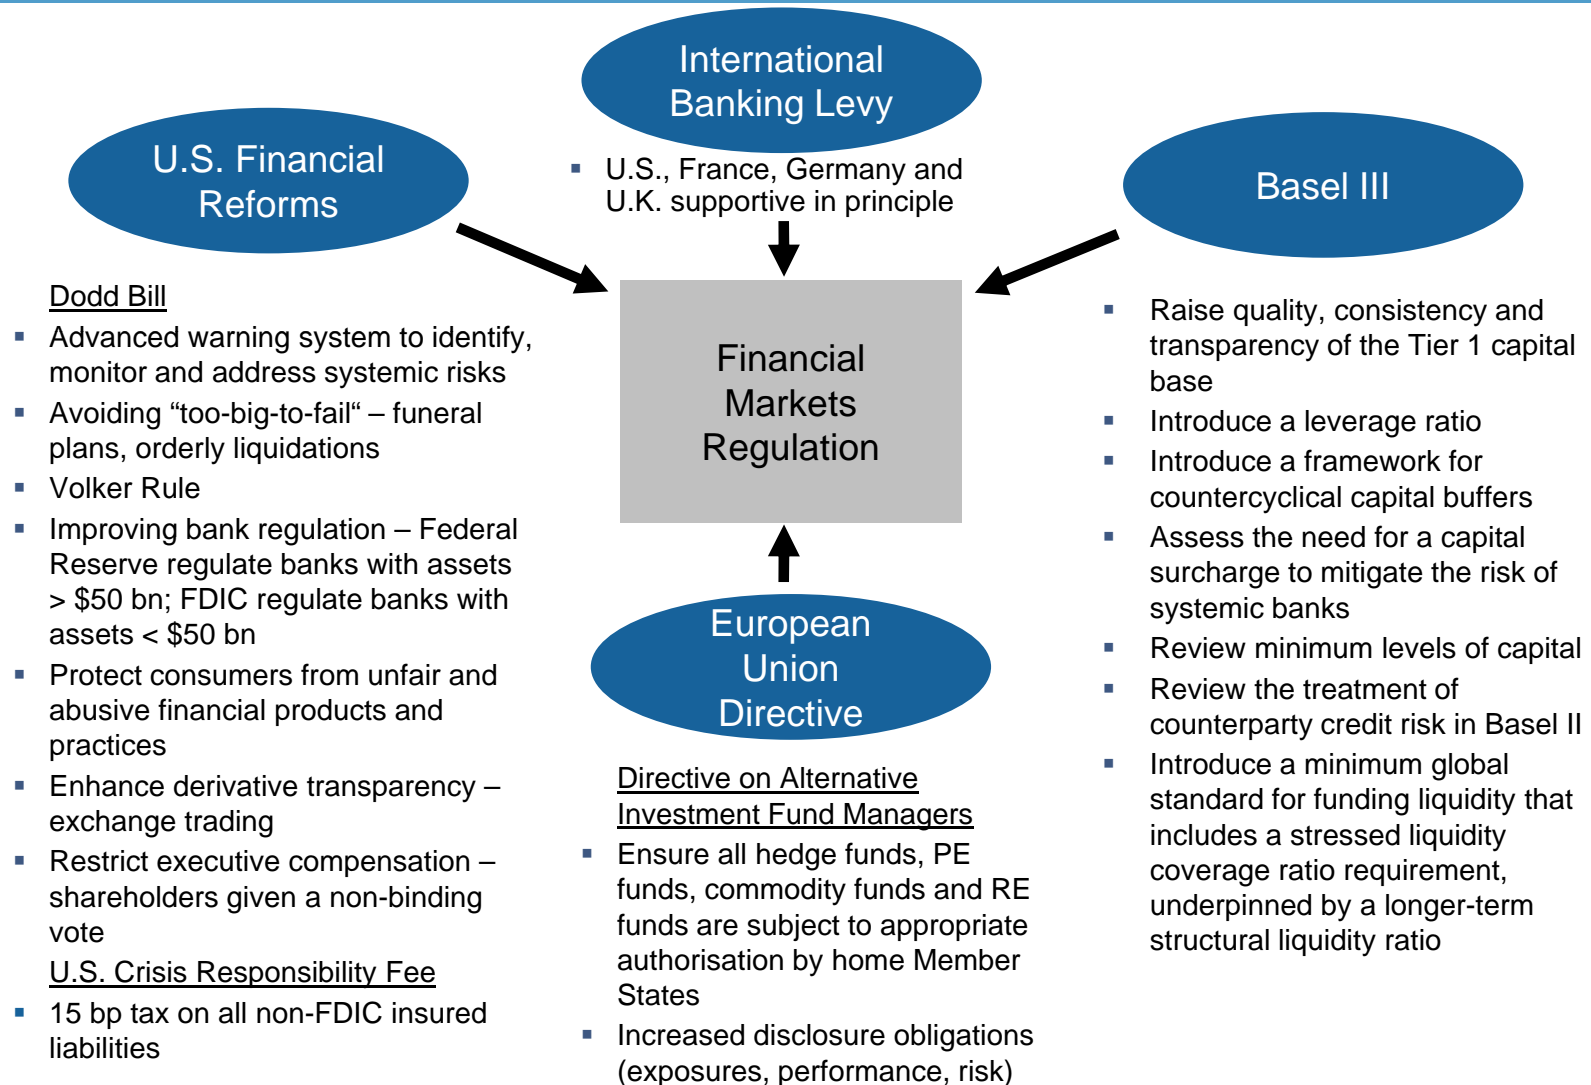 International
Banking Levy
▪ U.S., France, Germany and
U.K. supportive in principle
U.S. Financial
Reforms
Dodd Bill
▪ Advanced warning system to identify,
monitor and address systemic risks
▪ Avoiding “too-big-to-fail“ – funeral
plans, orderly liquidations
▪ Volker Rule
▪ Improving bank regulation – Federal
Reserve regulate banks with assets
> $50 bn; FDIC regulate banks with
assets < $50 bn
▪ Protect consumers from unfair and
abusive financial products and
practices
▪ Enhance derivative transparency –
exchange trading
▪ Restrict executive compensation –
shareholders given a non-binding
vote
U.S. Crisis Responsibility Fee
▪ 15 bp tax on all non-FDIC insured
liabilities
Financial
Markets
Regulation
European
Union
Directive
Directive on Alternative
Investment Fund Managers
▪ Ensure all hedge funds, PE
funds, commodity funds and RE
funds are subject to appropriate
authorisation by home Member
States
▪ Increased disclosure obligations
(exposures, performance, risk)
Basel III
▪ Raise quality, consistency and
transparency of the Tier 1 capital
base
▪ Introduce a leverage ratio
▪ Introduce a framework for
countercyclical capital buffers
▪ Assess the need for a capital
surcharge to mitigate the risk of
systemic banks
▪ Review minimum levels of capital
▪ Review the treatment of
counterparty credit risk in Basel II
▪ Introduce a minimum global
standard for funding liquidity that
includes a stressed liquidity
coverage ratio requirement,
underpinned by a longer-term
structural liquidity ratio